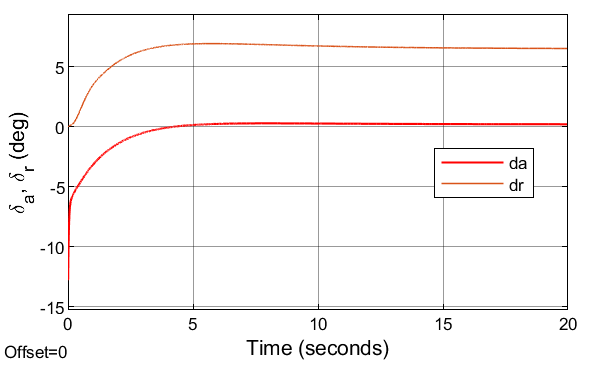 δa, δr (deg)
5
0
-5
-10
-15
0 5 10 15 20
da
dr
Time (seconds)
Offset=0